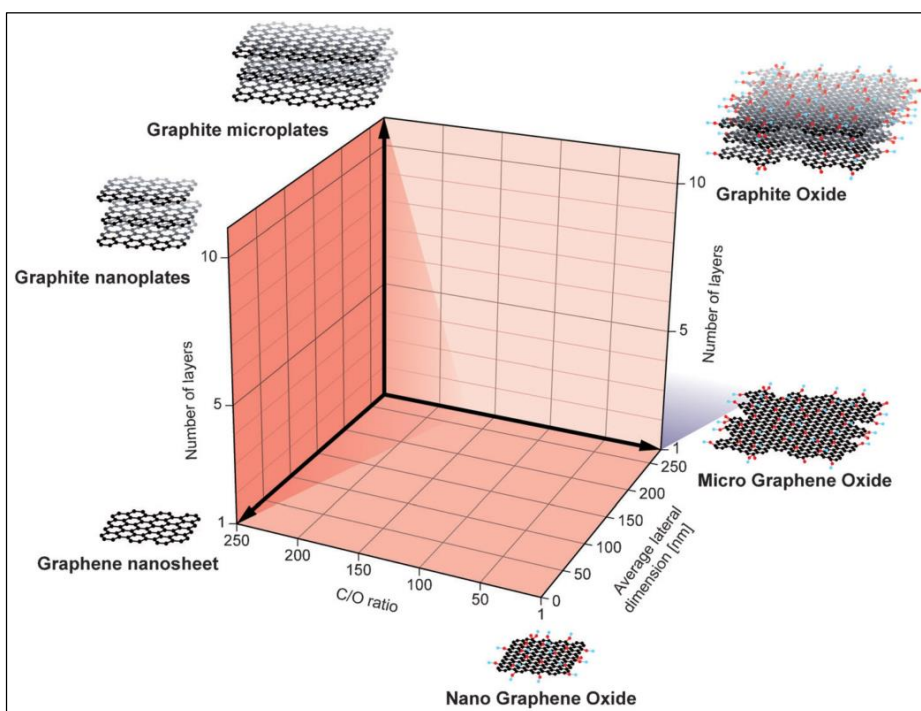 Graphite microplates
Graphite Oxide
Graphite nanoplates
Micro Graphene Oxide
Graphene nanosheet
Nano Graphene Oxide
Number of layers
10
5
1
Number of layers
10
5
1
C/O ratio
250
200
150
100
50
1
Average lateral
dimension [nm]
250
200
150
100
50
0